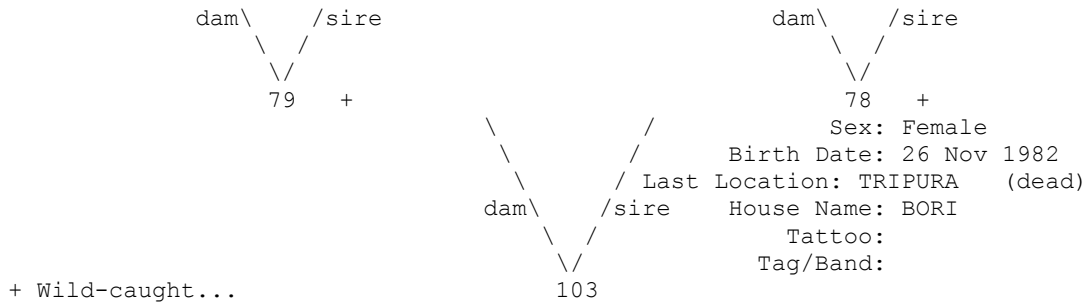 dam\ /sire dam\ /sire
\ / \ /
\/ \/
79 + 78 +
\ / Sex: Female
\ / Birth Date: 26 Nov 1982
\ / Last Location: TRIPURA (dead)
dam\ /sire House Name: BORI
\ / Tattoo:
\/ Tag/Band:
+ Wild-caught... 103